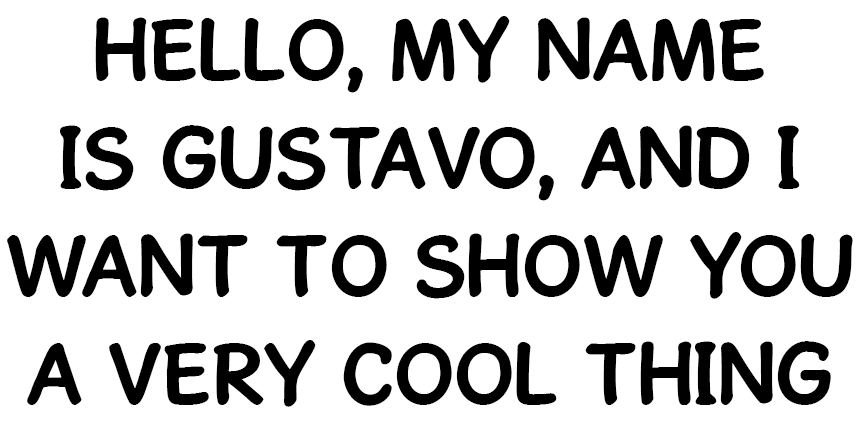 HELLO, MY NAME
IS GUSTAVO, AND I
WANT TO SHOW YOU
A VERY COOL THING